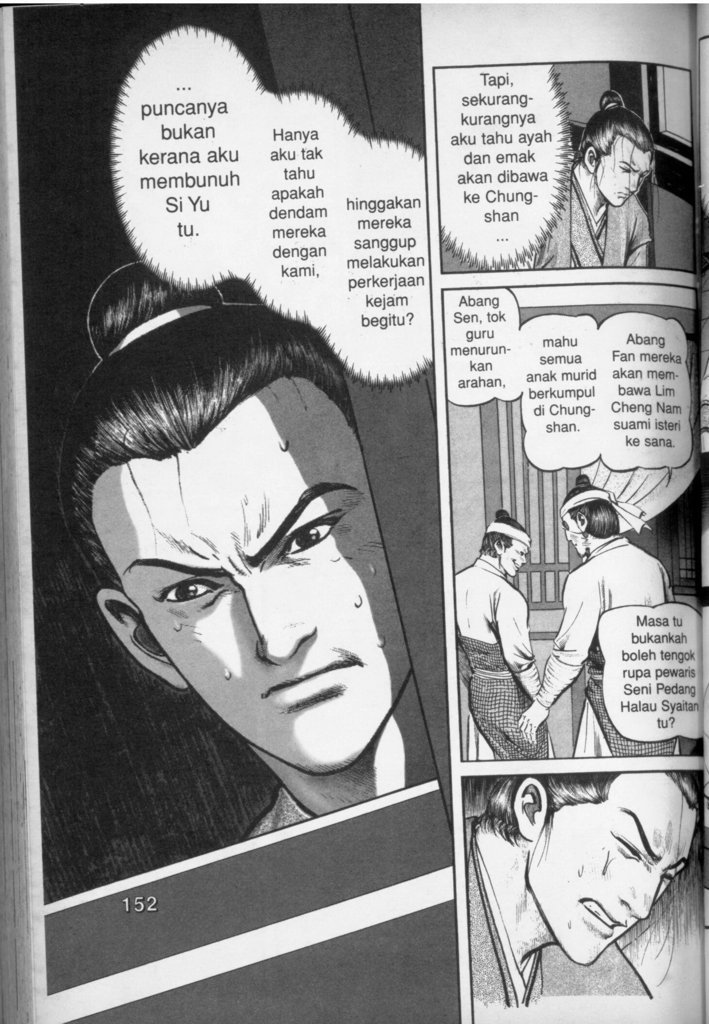 ...
puncanya
bukan
kerana aku
membunuh
Si Yu
tu.
Hanya
aku tak
tahu
apakah
dendam
mereka
dengan
kami,
hinggakan
mereka
sanggup
melakukan
perkerjaan
kejam
begitu?
Tapi,
sekurang-
kurangnya
aku tahu ayah
dan emak
akan dibawa
ke Chung-
shan
...
Abang
Sen, tok
guru
menurun-
kan
arahan,
mahu
semua
anak murid
berkumpul
di Chung-
shan.
Abang
Fan mereka
akan mem-
bawa Lim
Cheng Nam
suami isteri
ke sana.
Masa tu
bukankah
boleh tengok
rupa pewaris
Seni Pedang
Halau Syaitan
tu?
152